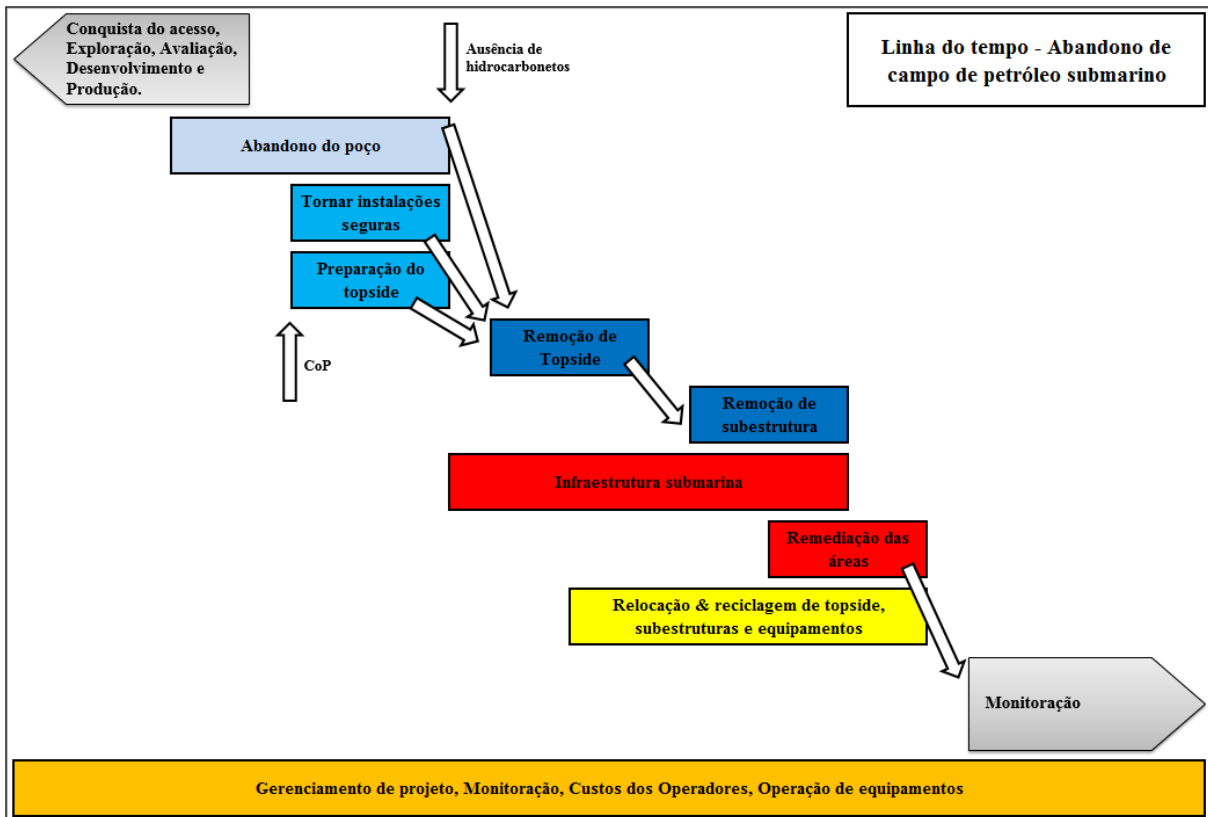 Conquista do acesso,
Exploração, Avaliação,
Desenvolvimento e
Produção.
Ausência de
hidrocarbonetos
Linha do tempo - Abandono de
campo de petróleo submarino
Abandono do poço
Tornar instalações
seguras
Preparação do
topside
CoP
Remoção de
Topside
Remoção de
subestrutura
Infraestrutura submarina
Remediação das
áreas
Relocação & reciclagem de topside,
subestruturas e equipamentos
Monitoração
Gerenciamento de projeto, Monitoração, Custos dos Operadores, Operação de equipamentos